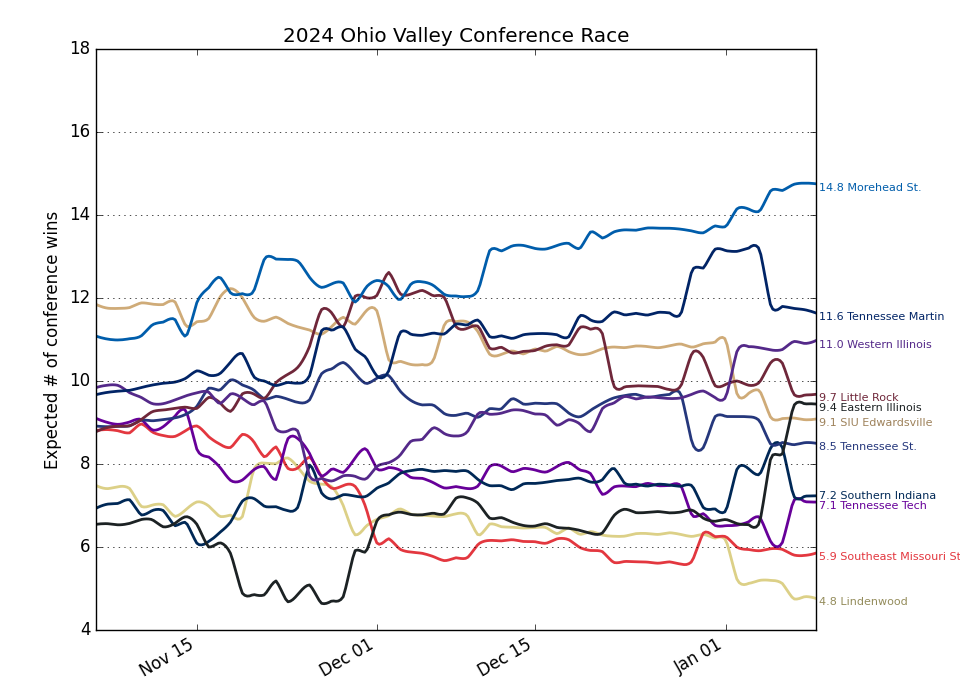 2024 Ohio Valley Conference Race
Expected # of conference wins
18
16
14
12
10
8
6
4
Nov 15
Dec 01
Dec 15
Jan 01
14.8 Morehead St.
11.6 Tennessee Martin
11.0 Western Illinois
9.7 Little Rock
9.4 Eastern Illinois
9.1 SIU Edwardsville
8.5 Tennessee St.
7.2 Southern Indiana
7.1 Tennessee Tech
5.9 Southeast Missouri St
4.8 Lindenwood